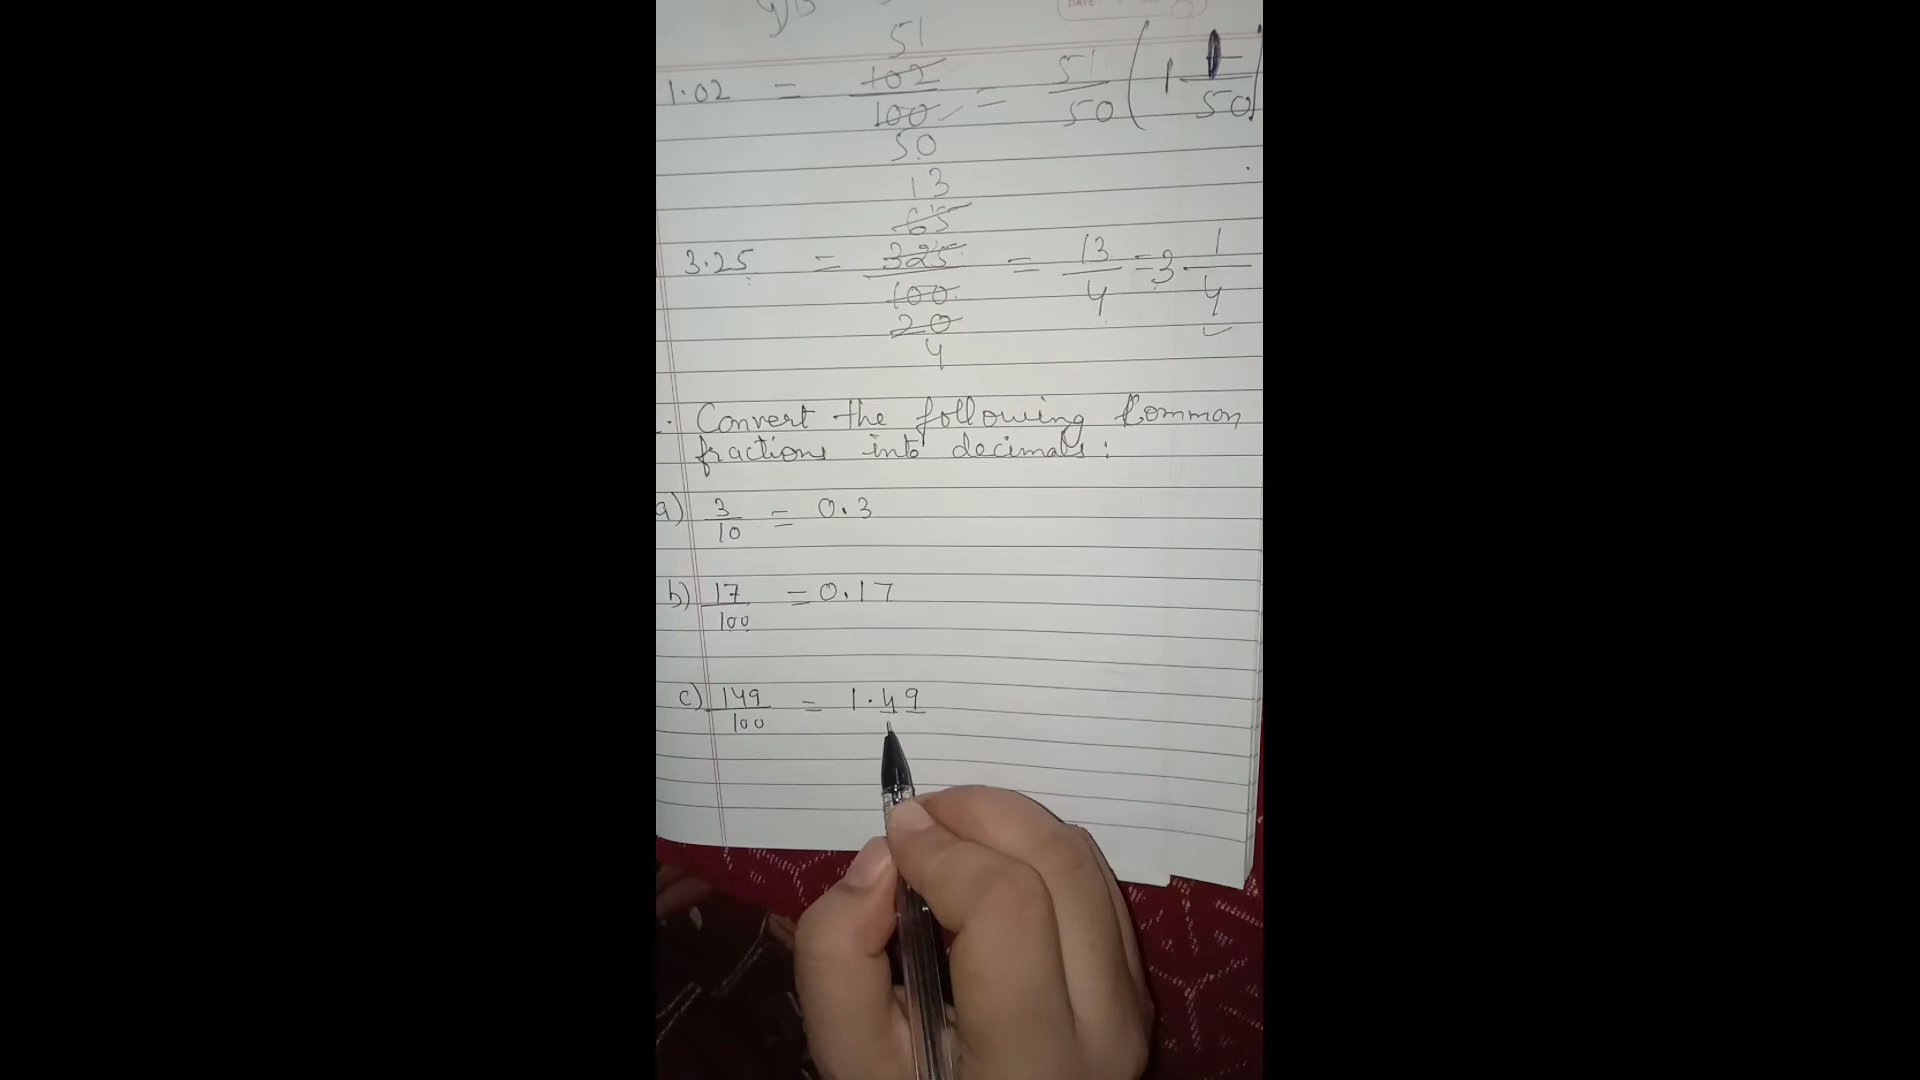 DATE:
51
1.02 = 102/100 = 51/50 (1 1/50)
50
13
65
3.25 = 325/100 = 13/4 = 3 1/4
20
4
Convert the following Common
fractions into decimals:
a) 3/10 = 0.3
b) 17/100 = 0.17
c) 149/100 = 1.49